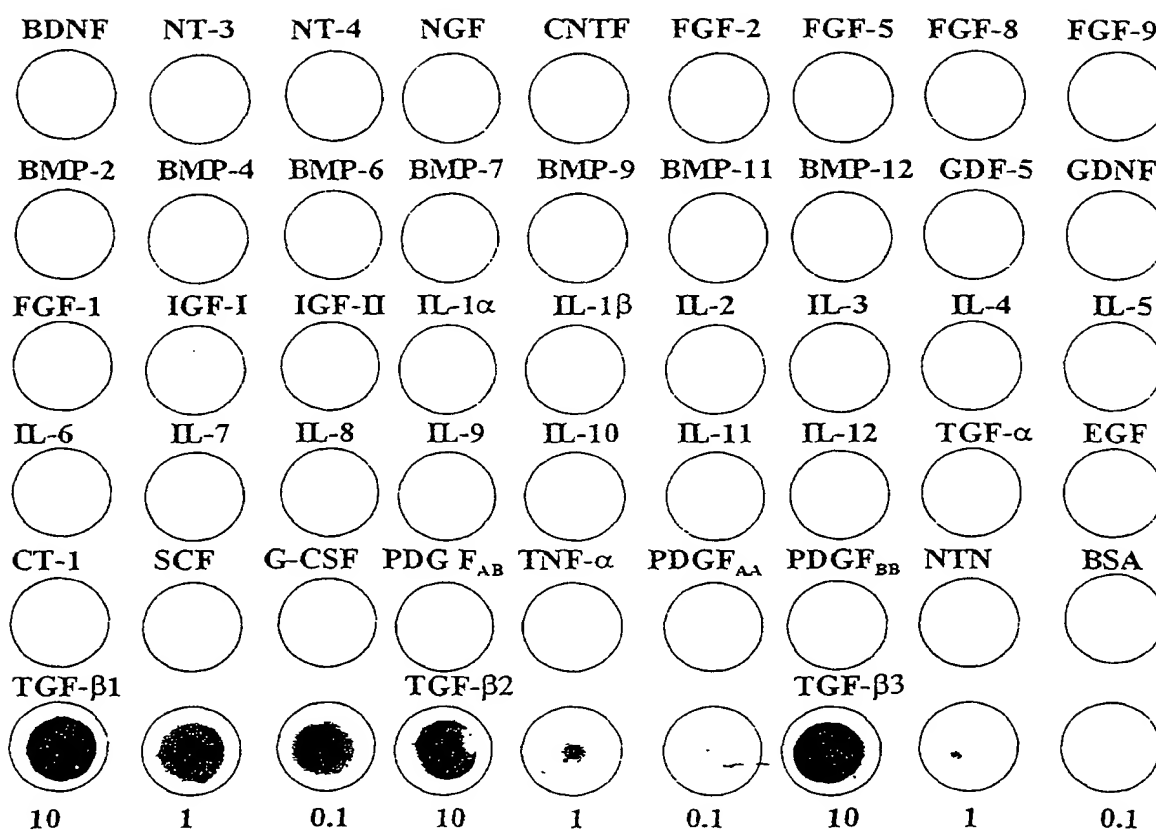 BDNF NT-3 NT-4 NGF CNTF FGF-2 FGF-5 FGF-8 FGF-9
BMP-2 BMP-4 BMP-6 BMP-7 BMP-9 BMP-11 BMP-12 GDF-5 GDNF
FGF-1 IGF-I IGF-II IL-1α IL-1β IL-2 IL-3 IL-4 IL-5
IL-6 IL-7 IL-8 IL-9 IL-10 IL-11 IL-12 TGF-α EGF
CT-1 SCF G-CSF PDG F_AB TNF-α PDGF_AA PDGF_BB NTN BSA
TGF-β1 TGF-β2 TGF-β3
10 1 0.1 10 1 0.1 10 1 0.1